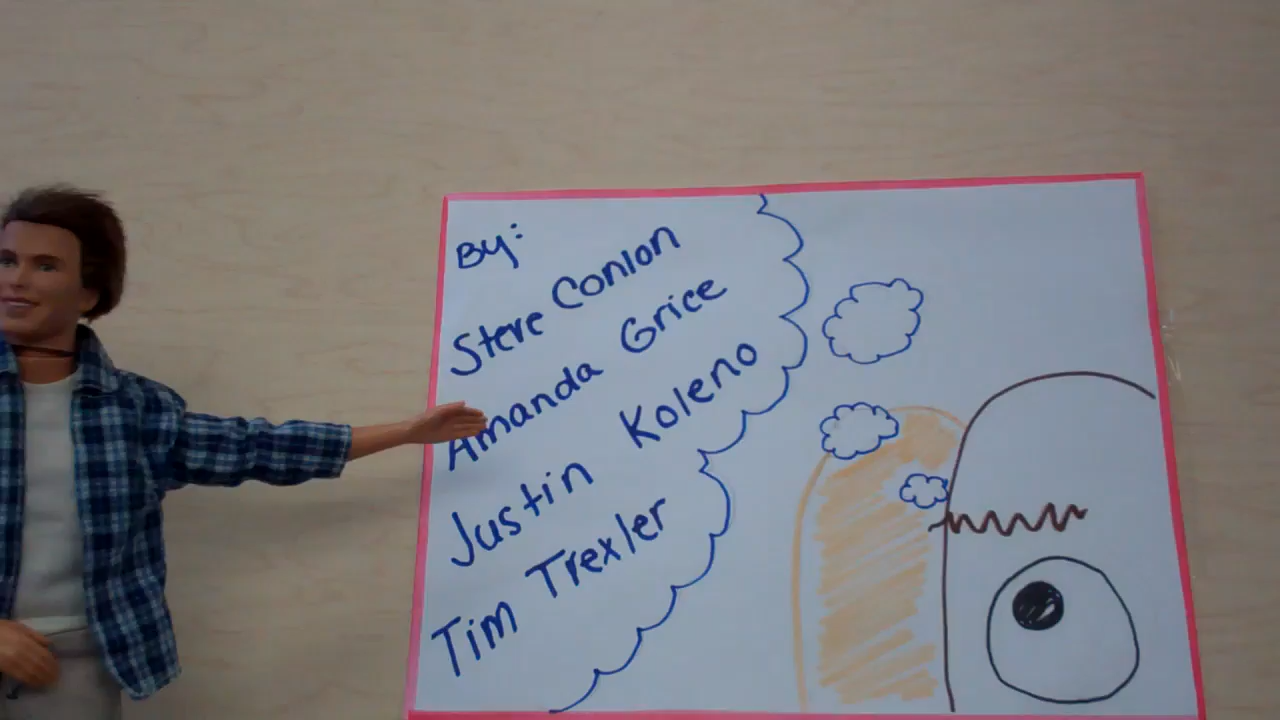 By:
Steve Conlon
Amanda Grice
Justin Koleno
Tim Trexler